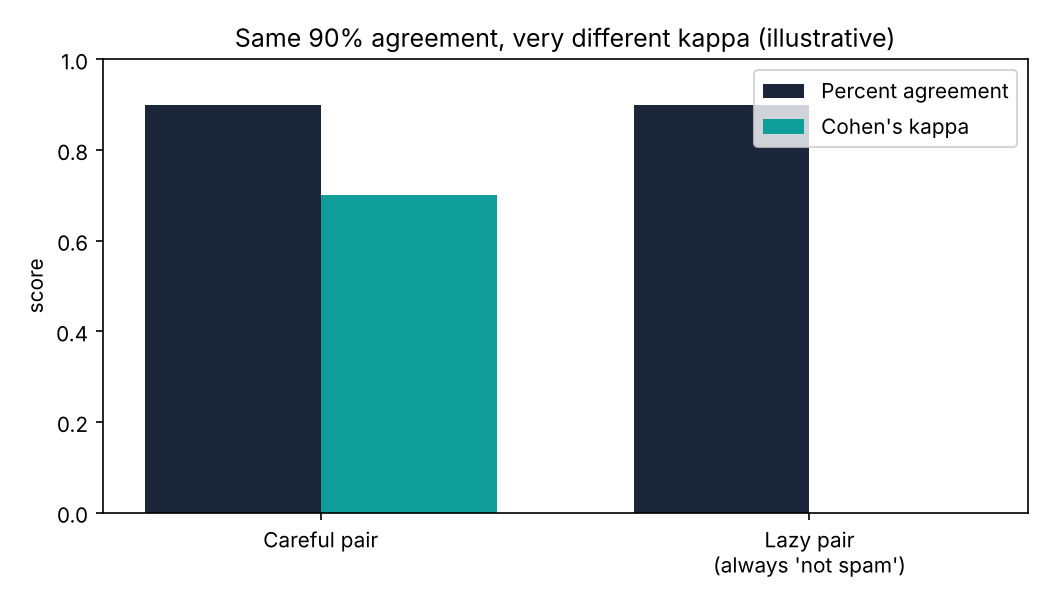 Same 90% agreement, very different kappa (illustrative)
Percent agreement
Cohen's kappa
score
1.0
0.8
0.6
0.4
0.2
0.0
Careful pair
Lazy pair
(always 'not spam')